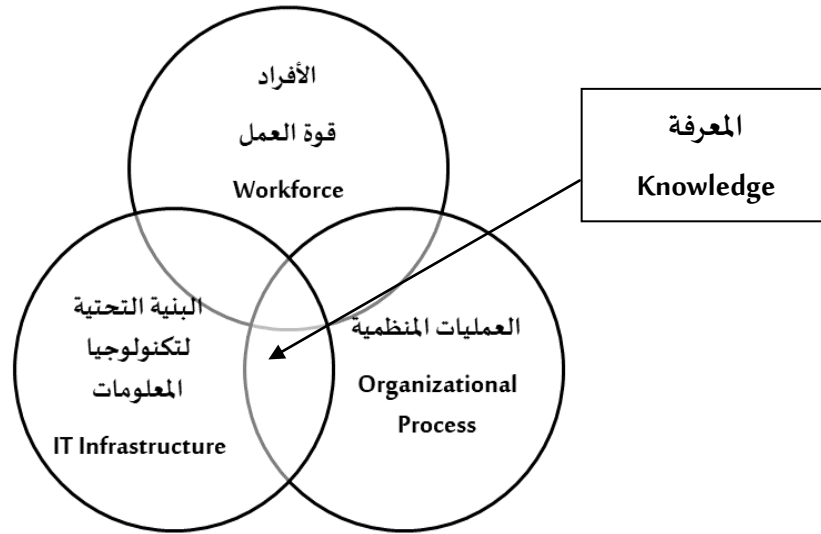 الأفراد
قوة العمل
Workforce
المعرفة
Knowledge
البنية التحتية
لتكنولوجيا
المعلومات
IT Infrastructure
العمليات المنظمية
Organizational
Process